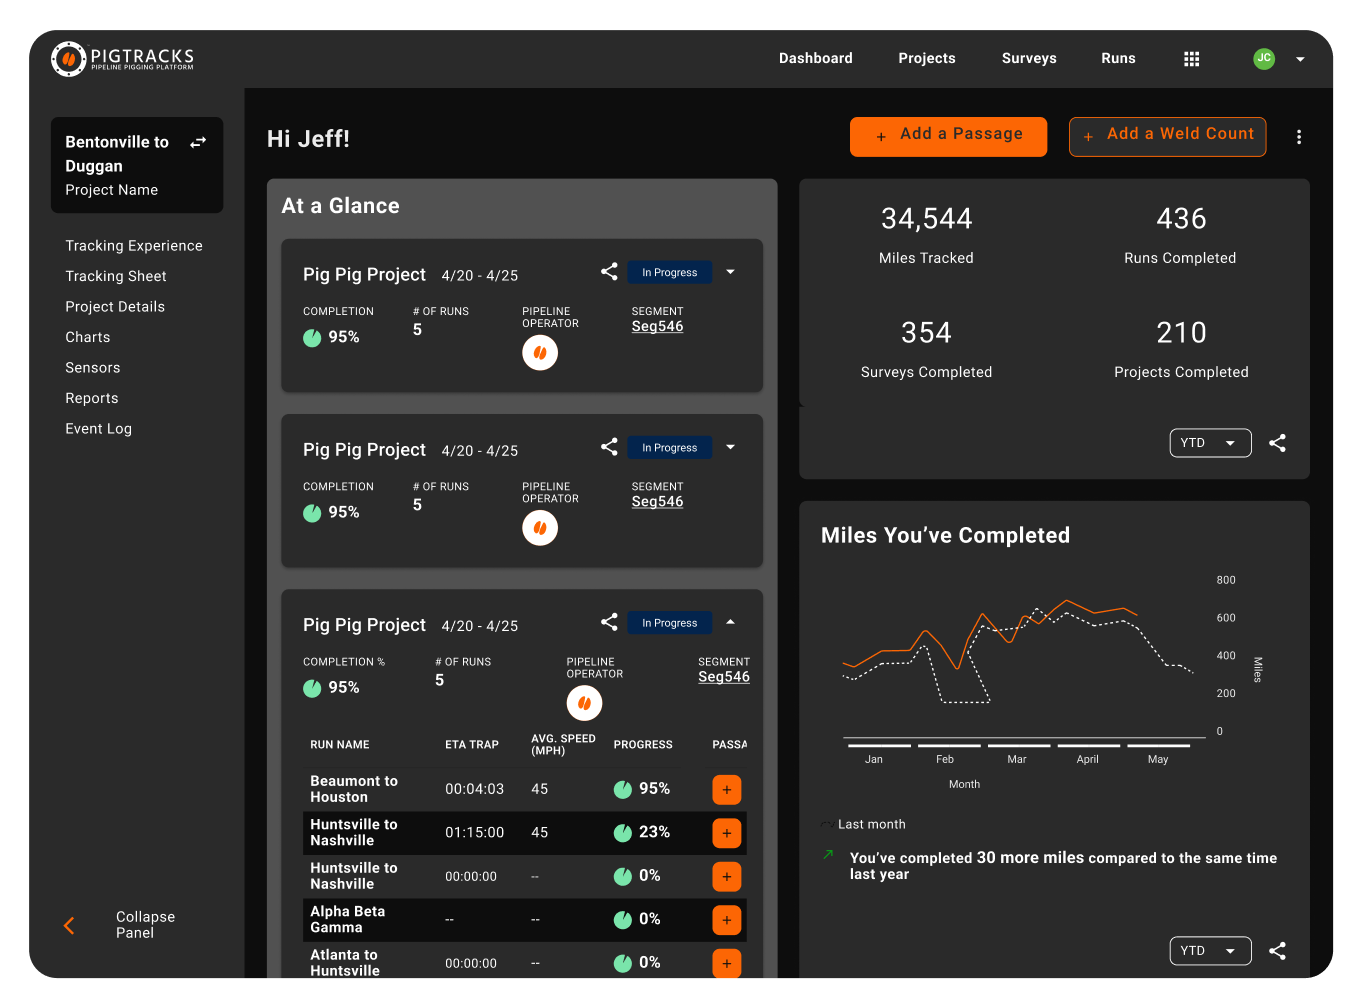 PIGTRACKS
PIPELINE PIGGING PLATFORM
Dashboard
Projects
Surveys
Runs
JC
Bentonville to
Duggan
Project Name
Tracking Experience
Tracking Sheet
Project Details
Charts
Sensors
Reports
Event Log
Collapse
Panel
Hi Jeff!
+ Add a Passage
+ Add a Weld Count
At a Glance
Pig Pig Project 4/20 - 4/25
In Progress
COMPLETION
95%
# OF RUNS
5
PIPELINE
OPERATOR
SEGMENT
Seg546
Pig Pig Project 4/20 - 4/25
In Progress
COMPLETION
95%
# OF RUNS
5
PIPELINE
OPERATOR
SEGMENT
Seg546
Pig Pig Project 4/20 - 4/25
In Progress
COMPLETION %
95%
# OF RUNS
5
PIPELINE
OPERATOR
SEGMENT
Seg546
RUN NAME
ETA TRAP
AVG. SPEED
(MPH)
PROGRESS
PASSA
Beaumont to
Houston
00:04:03
45
95%
+
Huntsville to
Nashville
01:15:00
45
23%
+
Huntsville to
Nashville
00:00:00
--
0%
+
Alpha Beta
Gamma
--
--
0%
+
Atlanta to
Huntsville
00:00:00
--
0%
+
34,544
Miles Tracked
436
Runs Completed
354
Surveys Completed
210
Projects Completed
YTD
Miles You’ve Completed
800
600
400
200
0
Miles
Jan
Feb
Mar
April
May
Month
Last month
You’ve completed 30 more miles compared to the same time
last year
YTD